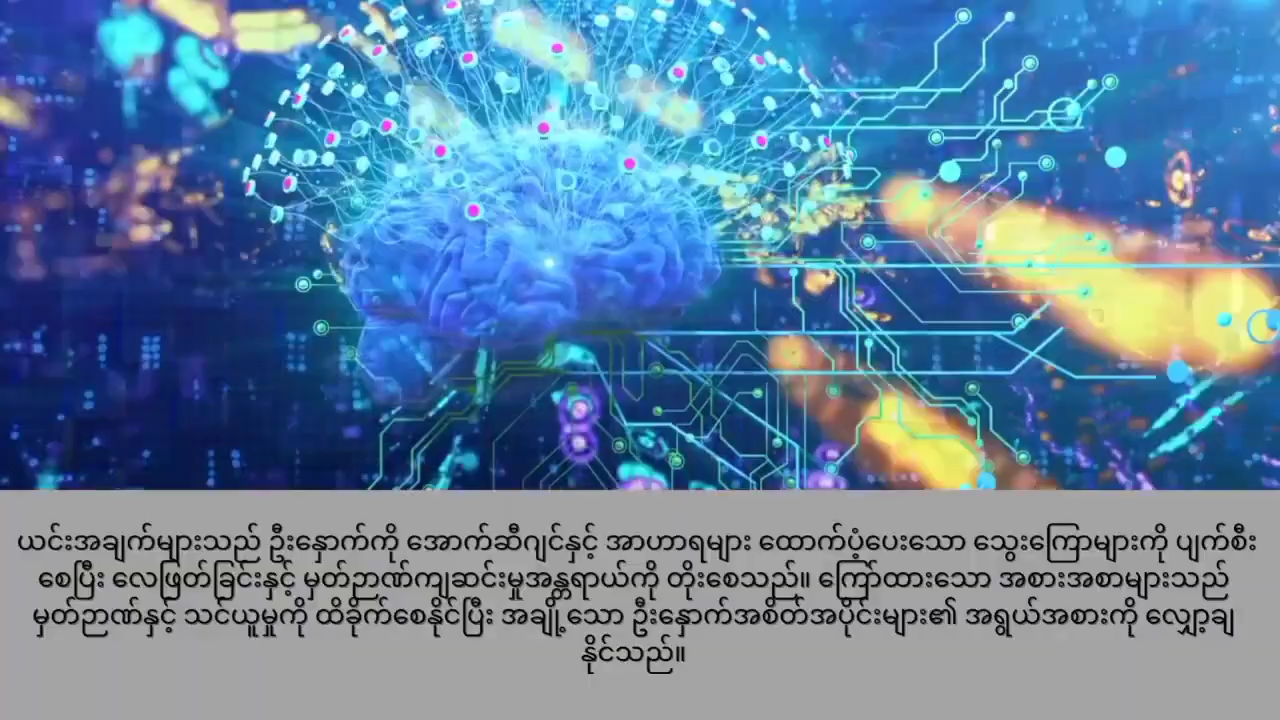 ယင်းအချက်များသည် ဦးနှောက်ကို အောက်ဆီဂျင်နှင့် အာဟာရများ ထောက်ပံ့ပေးသော သွေးကြောများကို ပျက်စီး
စေပြီး လေဖြတ်ခြင်းနှင့် မှတ်ဉာဏ်ကျဆင်းမှုအန္တရာယ်ကို တိုးစေသည်။ ကြော်ထားသော အစားအစာများသည်
မှတ်ဉာဏ်နှင့် သင်ယူမှုကို ထိခိုက်စေနိုင်ပြီး အချို့သော ဦးနှောက်အစိတ်အပိုင်းများ၏ အရွယ်အစားကို လျှော့ချ
နိုင်သည်။